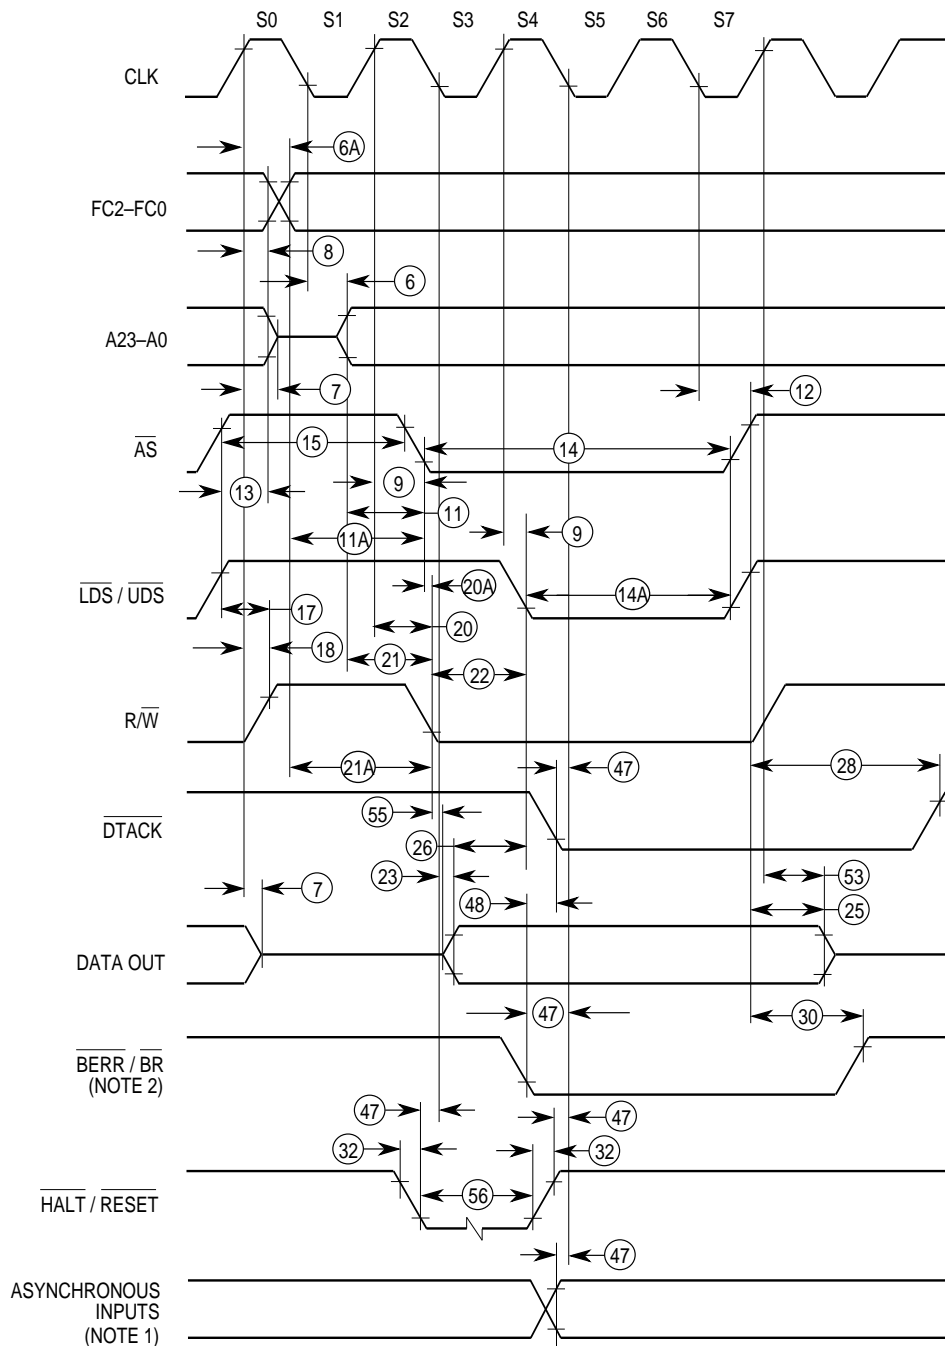 S0 S1 S2 S3 S4 S5 S6 S7
CLK
6A
FC2–FC0
8
6
A23–A0
7
12
AS
15
14
13
9
11
9
11A
LDS / UDS
20A
14A
17
20
18
21
22
R/W
21A
47
28
DTACK
55
26
23
53
7
48
25
DATA OUT
47
30
BERR / BR
(NOTE 2)
47
47
32
32
HALT / RESET
56
47
ASYNCHRONOUS
INPUTS
(NOTE 1)